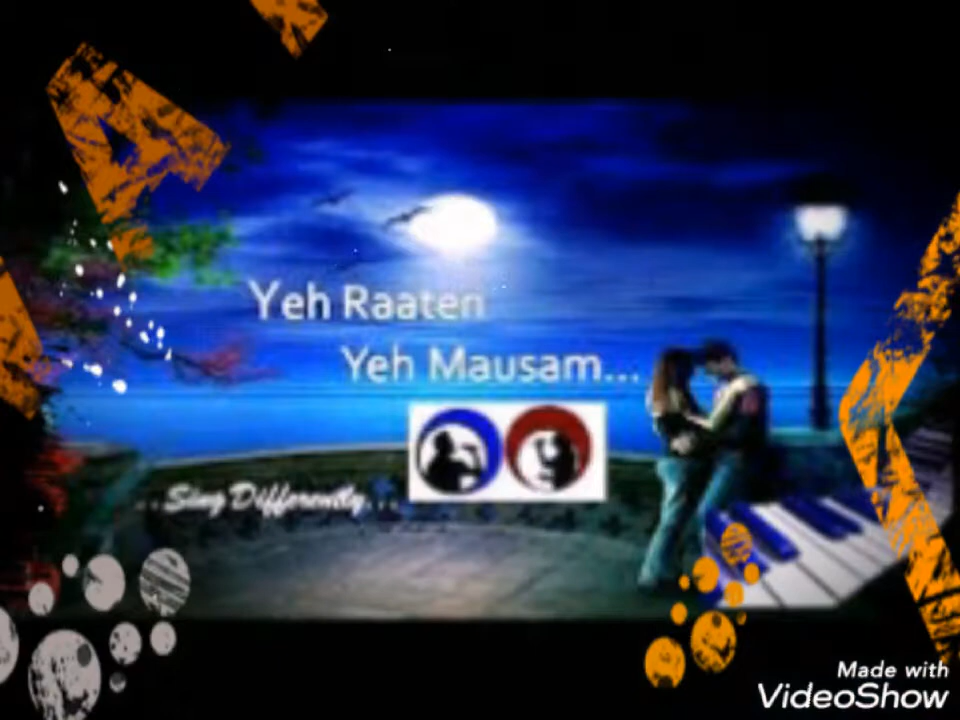 Yeh Raaten
Yeh Mausam...
...Sing Differently...
Made with
VideoShow